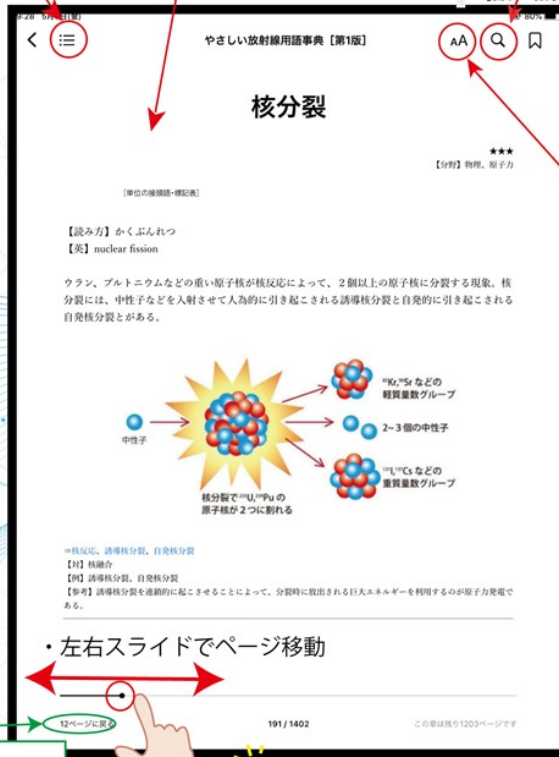 9:28 5月
80%
やさしい放射線用語事典［第1版］
AA
核分裂
★★★
【分野】物理、原子力
［単位の接頭語・標記表］
【読み方】かくぶんれつ
【英】nuclear fission
ウラン、プルトニウムなどの重い原子核が核反応によって、2個以上の原子核に分裂する現象。核
分裂には、中性子などを入射させて人為的に引き起こされる誘導核分裂と自発的に引き起こされる
自発核分裂とがある。
中性子
Kr, Sr などの
軽質量数グループ
2~3 個の中性子
I, Cs などの
重質量数グループ
核分裂で U, Pu の
原子核が 2 つに割れる
⇒核反応、誘導核分裂、自発核分裂
【対】核融合
【例】誘導核分裂、自発核分裂
【参考】誘導核分裂を連鎖的に起こさせることによって、分裂時に放出される巨大エネルギーを利用するのが原子力発電で
ある。
・左右スライドでページ移動
12ページに戻る
191 / 1402
この章は残り1203ページです